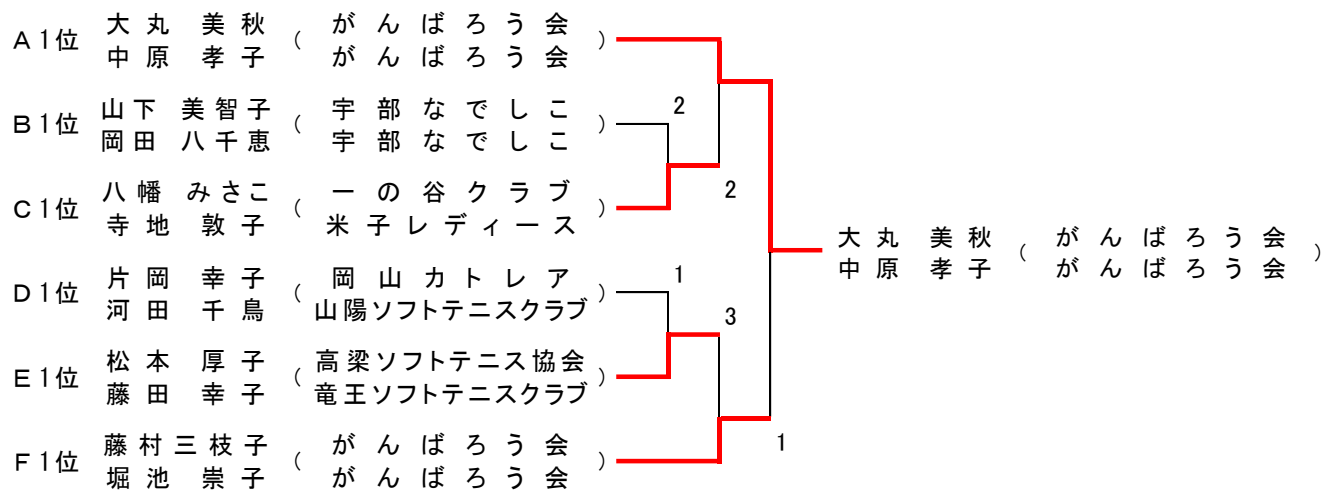 A1位 大丸 美秋 ( がんばろう会 )
中原 孝子 がんばろう会
B1位 山下 美智子 ( 宇部なでしこ ) 2
岡田 八千恵 宇部なでしこ
C1位 八幡 みさこ ( 一の谷クラブ ) 2
寺地 敦子 米子レディース
大丸 美秋 ( がんばろう会 )
中原 孝子 がんばろう会
D1位 片岡 幸子 ( 岡山カトレア ) 1
河田 千鳥 山陽ソフトテニスクラブ 3
E1位 松本 厚子 ( 高梁ソフトテニス協会 )
藤田 幸子 竜王ソフトテニスクラブ
F1位 藤村 三枝子 ( がんばろう会 ) 1
堀池 崇子 がんばろう会